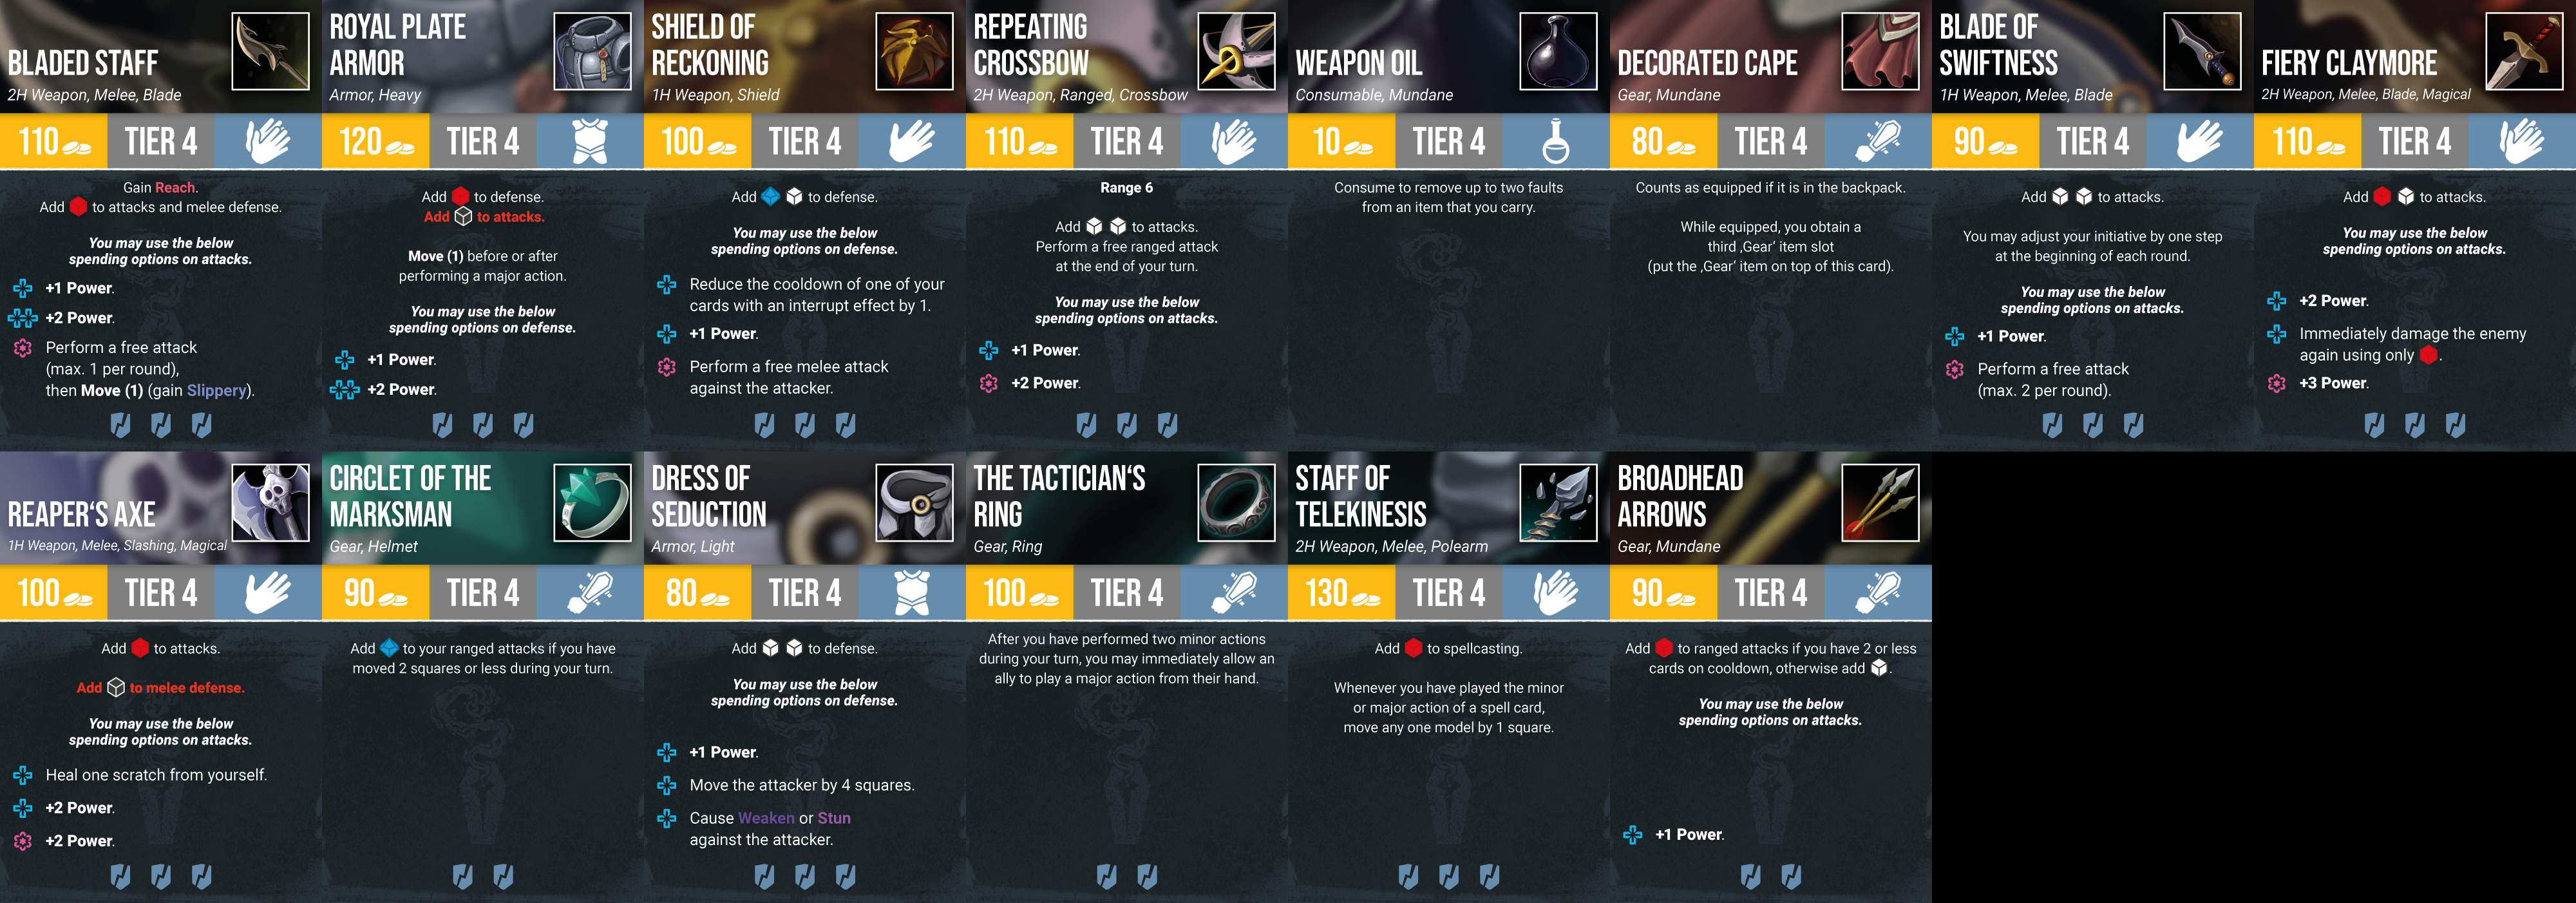 BLADED STAFF
2H Weapon, Melee, Blade
110
TIER 4
Gain Reach.
Add to attacks and melee defense.
You may use the below
spending options on attacks.
+1 Power.
+2 Power.
Perform a free attack
(max. 1 per round),
then Move (1) (gain Slippery).
ROYAL PLATE
ARMOR
Armor, Heavy
120
TIER 4
Add to defense.
Add to attacks.
Move (1) before or after
performing a major action.
You may use the below
spending options on defense.
+1 Power.
+2 Power.
SHIELD OF
RECKONING
1H Weapon, Shield
100
TIER 4
Add to defense.
You may use the below
spending options on defense.
Reduce the cooldown of one of your
cards with an interrupt effect by 1.
+1 Power.
Perform a free melee attack
against the attacker.
REPEATING
CROSSBOW
2H Weapon, Ranged, Crossbow
110
TIER 4
Range 6
Add to attacks.
Perform a free ranged attack
at the end of your turn.
You may use the below
spending options on attacks.
+1 Power.
+2 Power.
WEAPON OIL
Consumable, Mundane
10
TIER 4
Consume to remove up to two faults
from an item that you carry.
DECORATED CAPE
Gear, Mundane
80
TIER 4
Counts as equipped if it is in the backpack.
While equipped, you obtain a
third ‚Gear‘ item slot
(put the ‚Gear‘ item on top of this card).
BLADE OF
SWIFTNESS
1H Weapon, Melee, Blade
90
TIER 4
Add to attacks.
You may adjust your initiative by one step
at the beginning of each round.
You may use the below
spending options on attacks.
+1 Power.
Perform a free attack
(max. 2 per round).
FIERY CLAYMORE
2H Weapon, Melee, Blade, Magical
110
TIER 4
Add to attacks.
You may use the below
spending options on attacks.
+2 Power.
Immediately damage the enemy
again using only .
+3 Power.
REAPER‘S AXE
1H Weapon, Melee, Slashing, Magical
100
TIER 4
Add to attacks.
Add to melee defense.
You may use the below
spending options on attacks.
Heal one scratch from yourself.
+2 Power.
+2 Power.
CIRCLET OF THE
MARKSMAN
Gear, Helmet
90
TIER 4
Add to your ranged attacks if you have
moved 2 squares or less during your turn.
DRESS OF
SEDUCTION
Armor, Light
80
TIER 4
Add to defense.
You may use the below
spending options on defense.
+1 Power.
Move the attacker by 4 squares.
Cause Weaken or Stun
against the attacker.
THE TACTICIAN‘S
RING
Gear, Ring
100
TIER 4
After you have performed two minor actions
during your turn, you may immediately allow an
ally to play a major action from their hand.
STAFF OF
TELEKINESIS
2H Weapon, Melee, Polearm
130
TIER 4
Add to spellcasting.
Whenever you have played the minor
or major action of a spell card,
move any one model by 1 square.
BROADHEAD
ARROWS
Gear, Mundane
90
TIER 4
Add to ranged attacks if you have 2 or less
cards on cooldown, otherwise add .
You may use the below
spending options on attacks.
+1 Power.